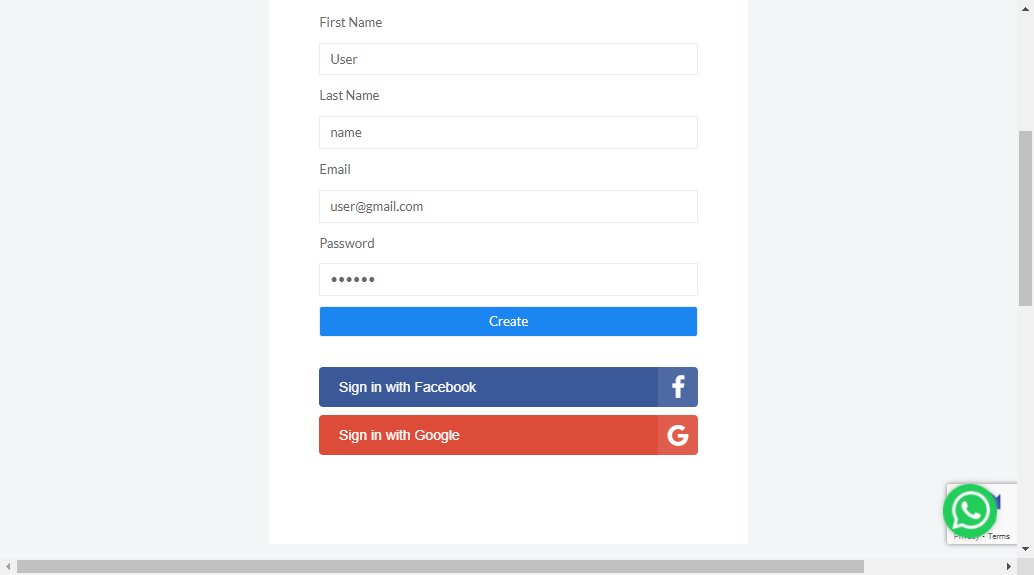 First Name
User
Last Name
name
Email
user@gmail.com
Password
••••••
Create
Sign in with Facebook
Sign in with Google
Terms